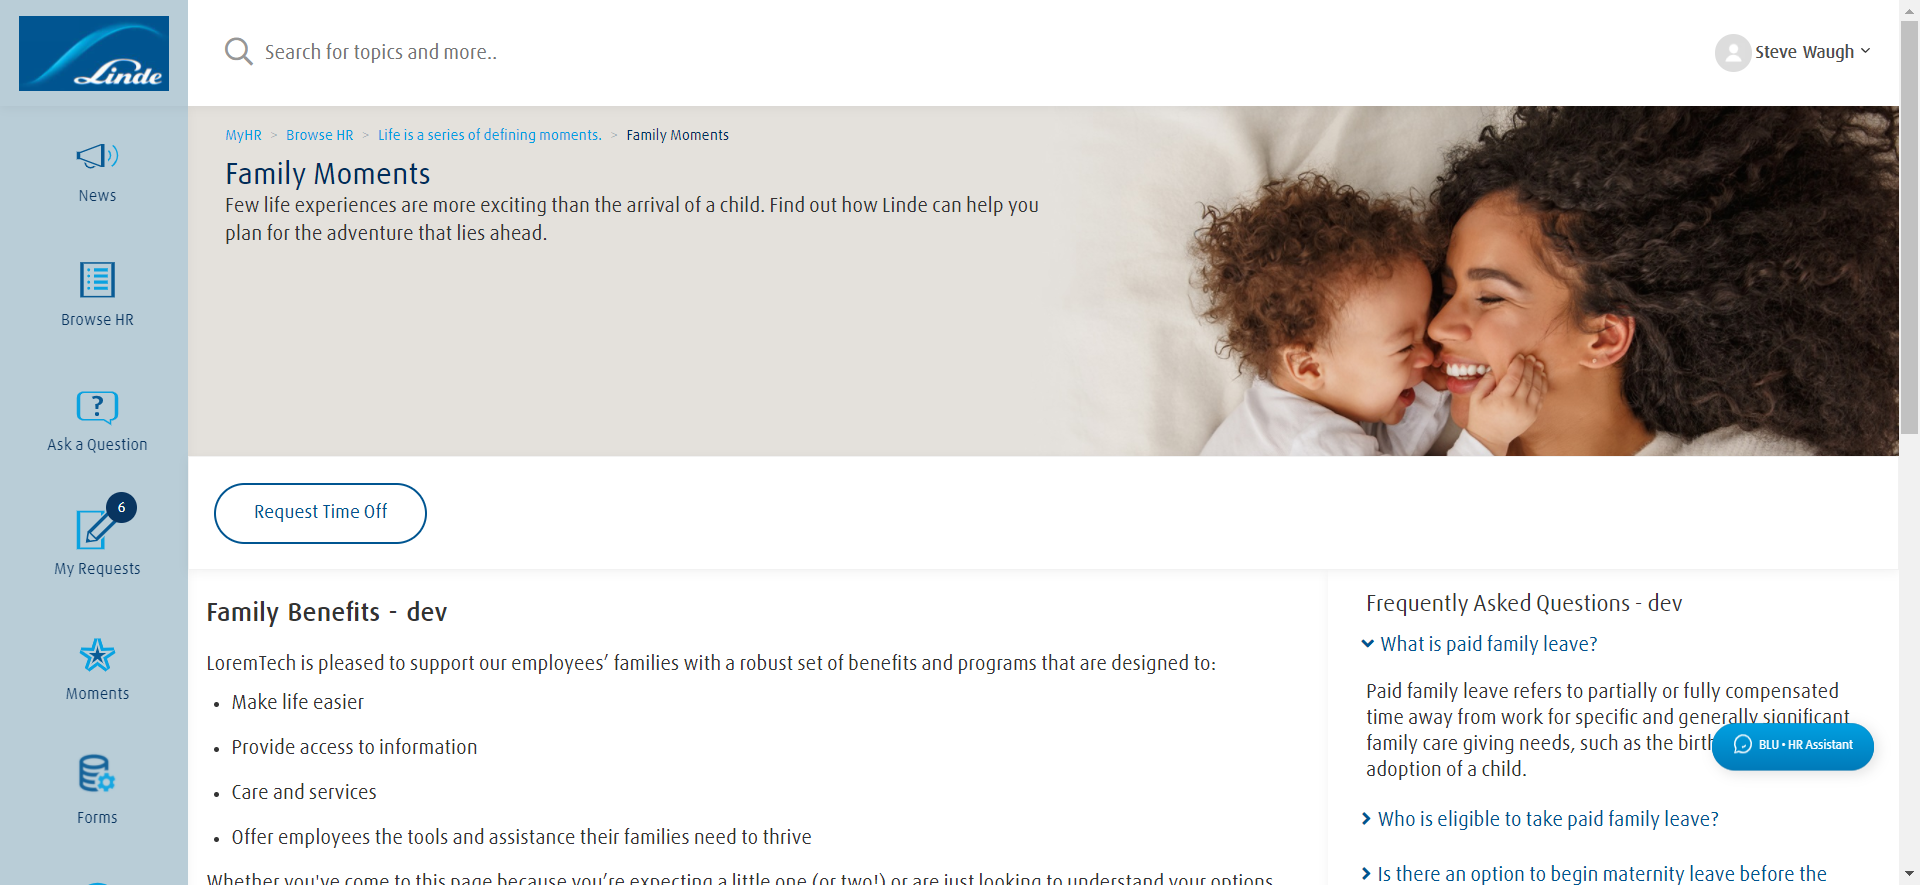 Linde
Search for topics and more..
Steve Waugh
News
Browse HR
Ask a Question
6
My Requests
Moments
Forms
MyHR > Browse HR > Life is a series of defining moments. > Family Moments
Family Moments
Few life experiences are more exciting than the arrival of a child. Find out how Linde can help you
plan for the adventure that lies ahead.
Request Time Off
Family Benefits - dev
LoremTech is pleased to support our employees’ families with a robust set of benefits and programs that are designed to:
• Make life easier
• Provide access to information
• Care and services
• Offer employees the tools and assistance their families need to thrive
Whether you've come to this page because you’re expecting a little one (or two!) or are just looking to understand your options,
Frequently Asked Questions - dev
What is paid family leave?
Paid family leave refers to partially or fully compensated
time away from work for specific and generally significant
family care giving needs, such as the birth
adoption of a child.
BLU • HR Assistant
Who is eligible to take paid family leave?
Is there an option to begin maternity leave before the